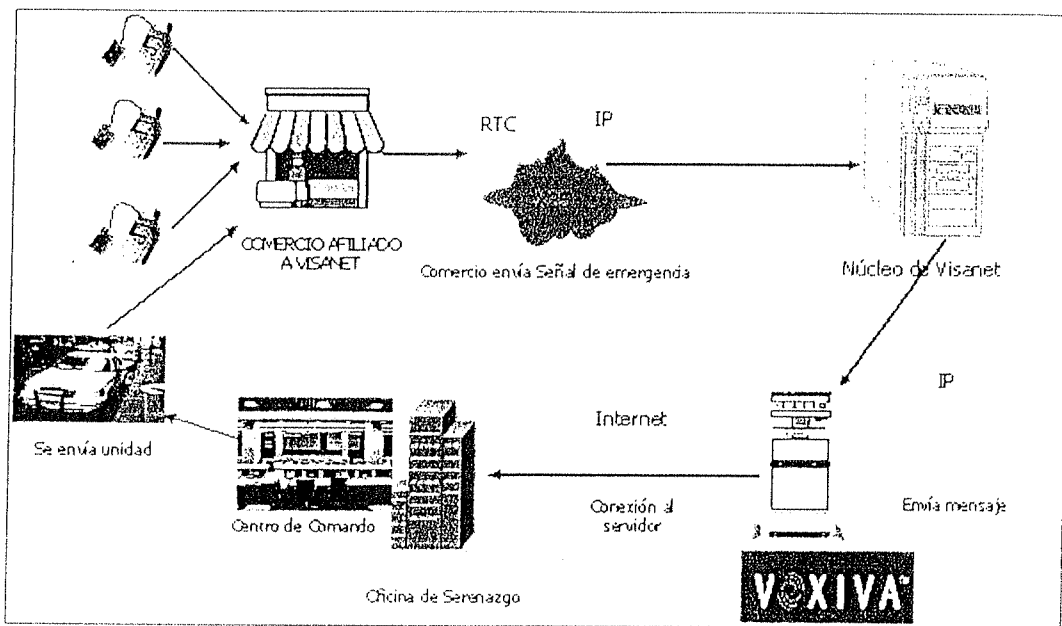 RTC IP
COMERCIO AFILIADO
A VISANET
Comercio envía Señal de emergencia
Núcleo de Visanet
IP
Internet
Se envía unidad
Centro de Comando
Conexión al
servidor
Envía mensaje
Oficina de Serenazgo
VOXIVA